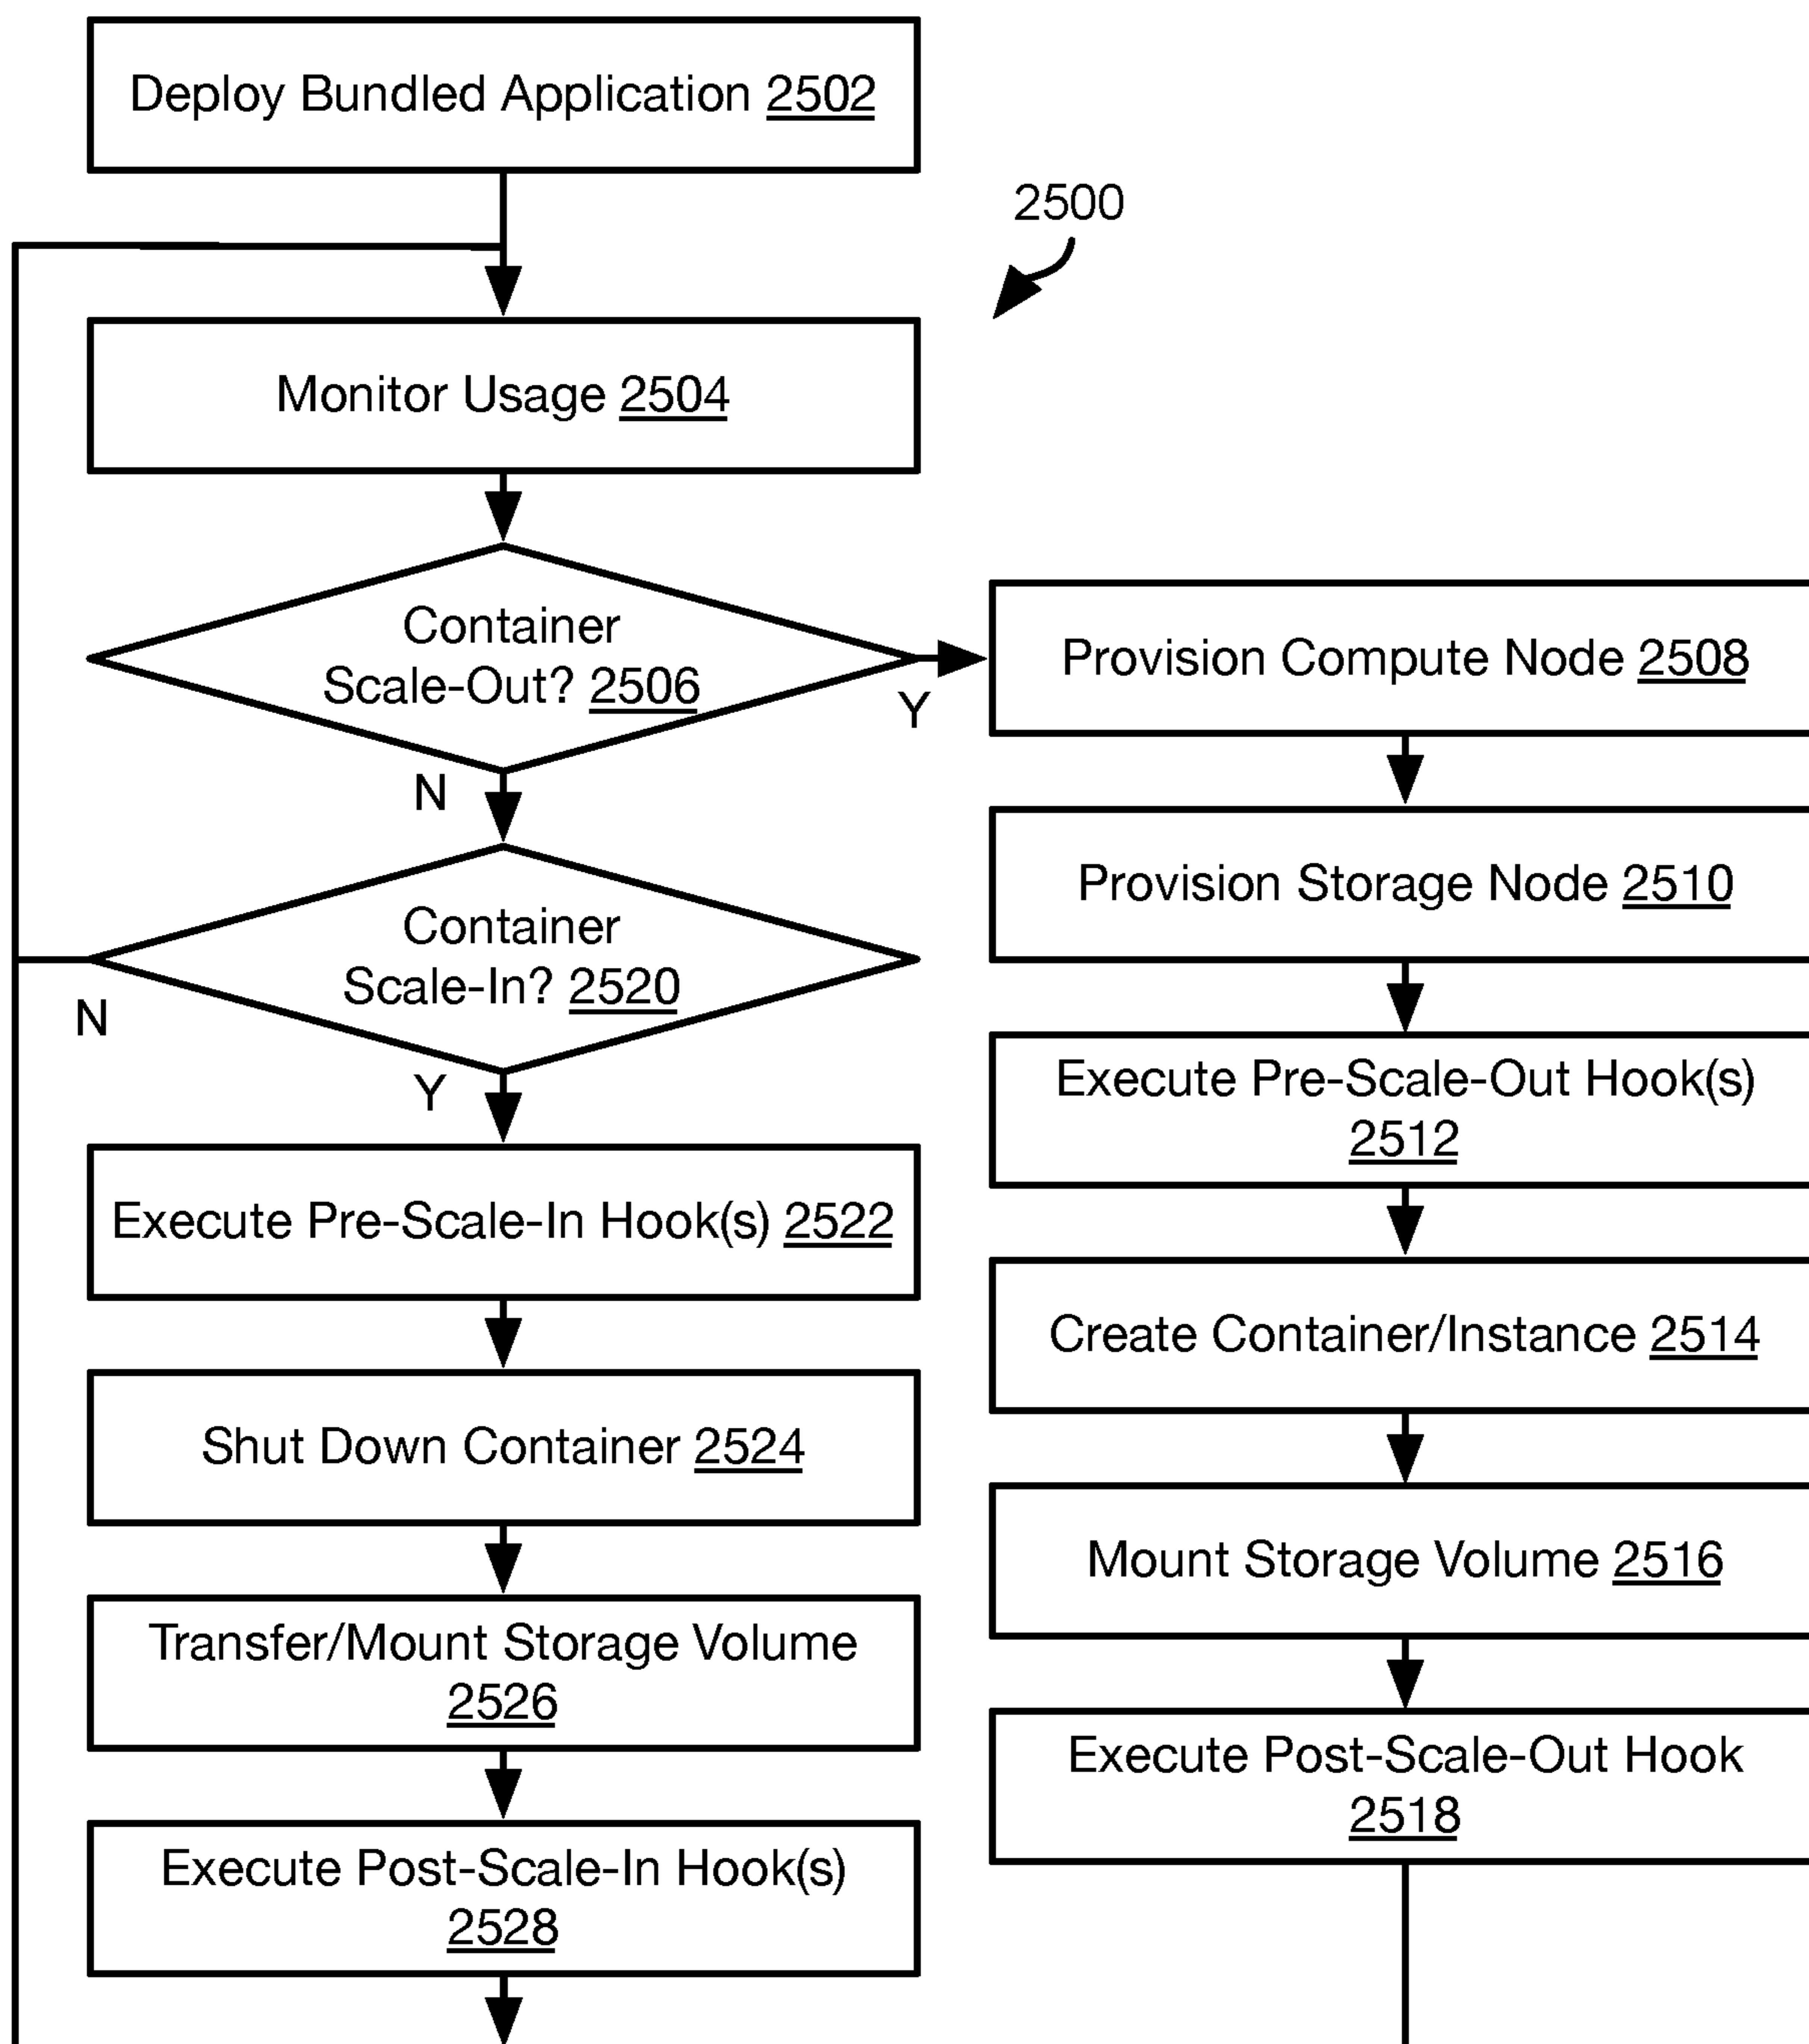 Deploy Bundled Application 2502
2500
Monitor Usage 2504
Container
Scale-Out? 2506
Y
N
Provision Compute Node 2508
Provision Storage Node 2510
Execute Pre-Scale-Out Hook(s)
2512
Create Container/Instance 2514
Mount Storage Volume 2516
Execute Post-Scale-Out Hook
2518
Container
Scale-In? 2520
N
Y
Execute Pre-Scale-In Hook(s) 2522
Shut Down Container 2524
Transfer/Mount Storage Volume
2526
Execute Post-Scale-In Hook(s)
2528